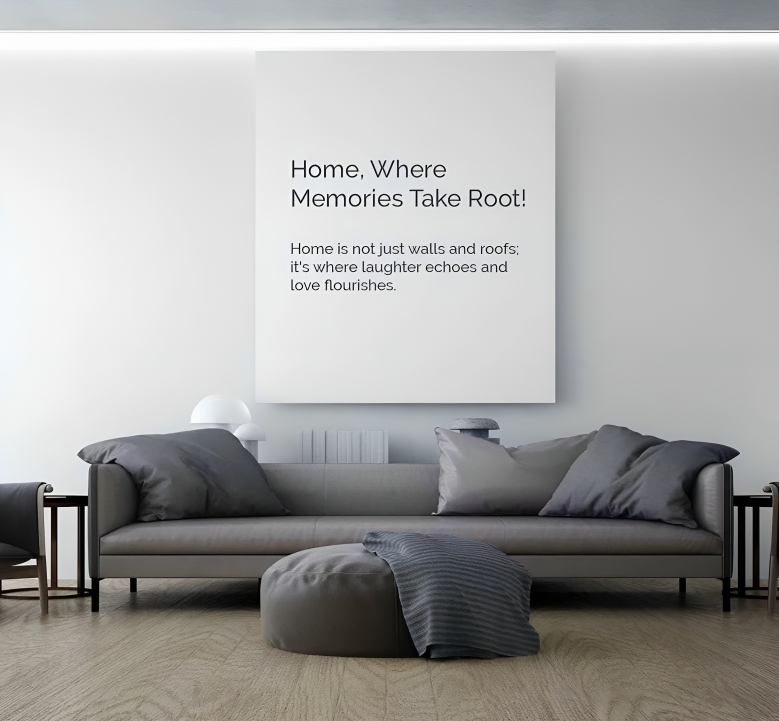 Home, Where
Memories Take Root!
Home is not just walls and roofs;
it's where laughter echoes and
love flourishes.